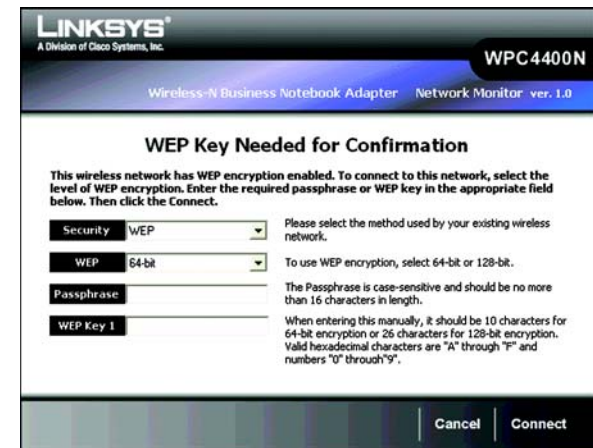 LINKSYS®
A Division of Cisco Systems, Inc.
WPC4400N
Wireless-N Business Notebook Adapter Network Monitor ver. 1.0
WEP Key Needed for Confirmation
This wireless network has WEP encryption enabled. To connect to this network, select the
level of WEP encryption. Enter the required passphrase or WEP key in the appropriate field
below. Then click the Connect.
Security WEP
Please select the method used by your existing wireless
network.
WEP 64-bit
To use WEP encryption, select 64-bit or 128-bit.
Passphrase
The Passphrase is case-sensitive and should be no more
than 16 characters in length.
WEP Key 1
When entering this manually, it should be 10 characters for
64-bit encryption or 26 characters for 128-bit encryption.
Valid hexadecimal characters are "A" through "F" and
numbers "0" through"9".
Cancel Connect